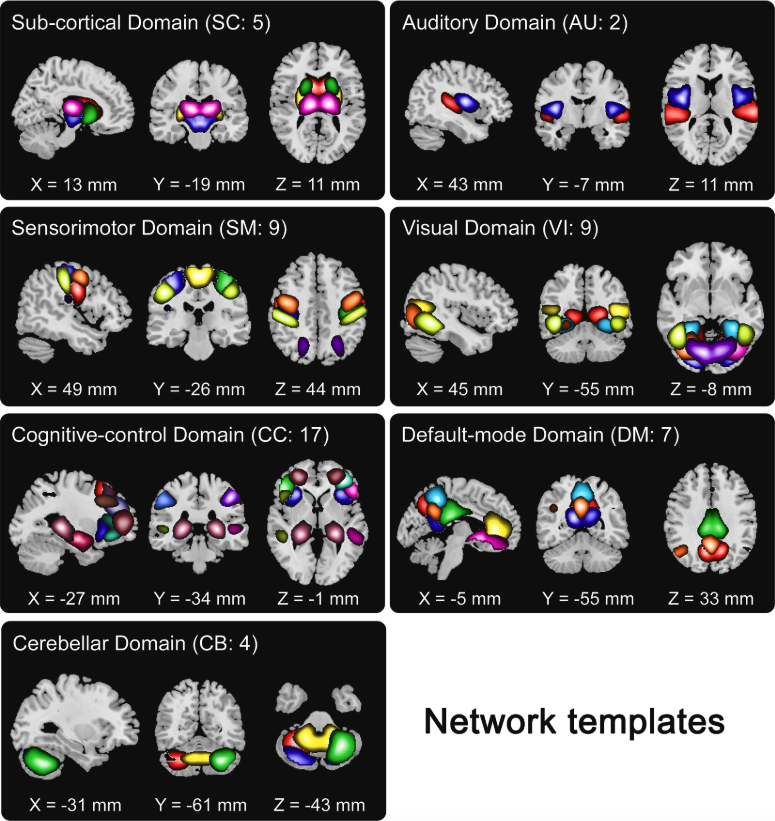 Sub-cortical Domain (SC: 5)
X = 13 mm Y = -19 mm Z = 11 mm
Auditory Domain (AU: 2)
X = 43 mm Y = -7 mm Z = 11 mm
Sensorimotor Domain (SM: 9)
X = 49 mm Y = -26 mm Z = 44 mm
Visual Domain (VI: 9)
X = 45 mm Y = -55 mm Z = -8 mm
Cognitive-control Domain (CC: 17)
X = -27 mm Y = -34 mm Z = -1 mm
Default-mode Domain (DM: 7)
X = -5 mm Y = -55 mm Z = 33 mm
Cerebellar Domain (CB: 4)
X = -31 mm Y = -61 mm Z = -43 mm
Network templates